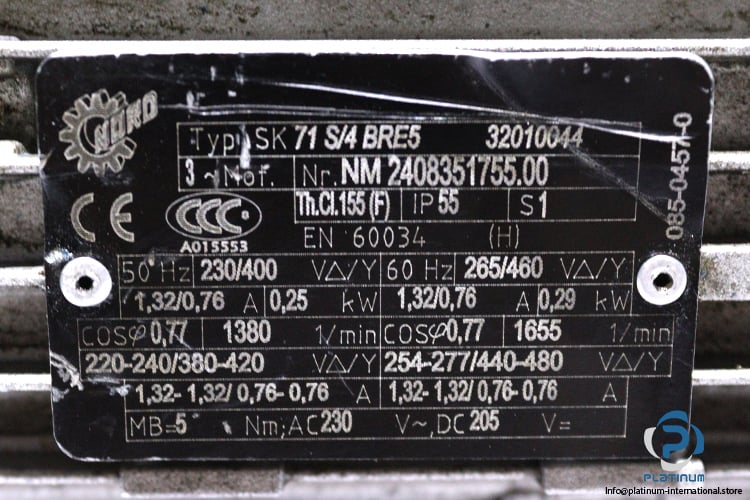 NORD
Typ SK 71 S/4 BRE5 32010044
3 ~ Mot. Nr. NM 2408351755.00
Th.Cl.155 (F) IP 55 S1
CE CCC
A015553
EN 60034 (H)
50 Hz 230/400 V△/Y 60 Hz 265/460 V△/Y
1,32/0,76 A 0,25 kW 1,32/0,76 A 0,29 kW
COSφ 0,77 1380 1/min COSφ 0,77 1655 1/min
220-240/380-420 V△/Y 254-277/440-480 V△/Y
1,32- 1,32/ 0,76- 0,76 A 1,32- 1,32/ 0,76- 0,76 A
MB=5 Nm;AC 230 V~,DC 205 V=
085-0457-0
PLATINUM
Info@platinum-international.store